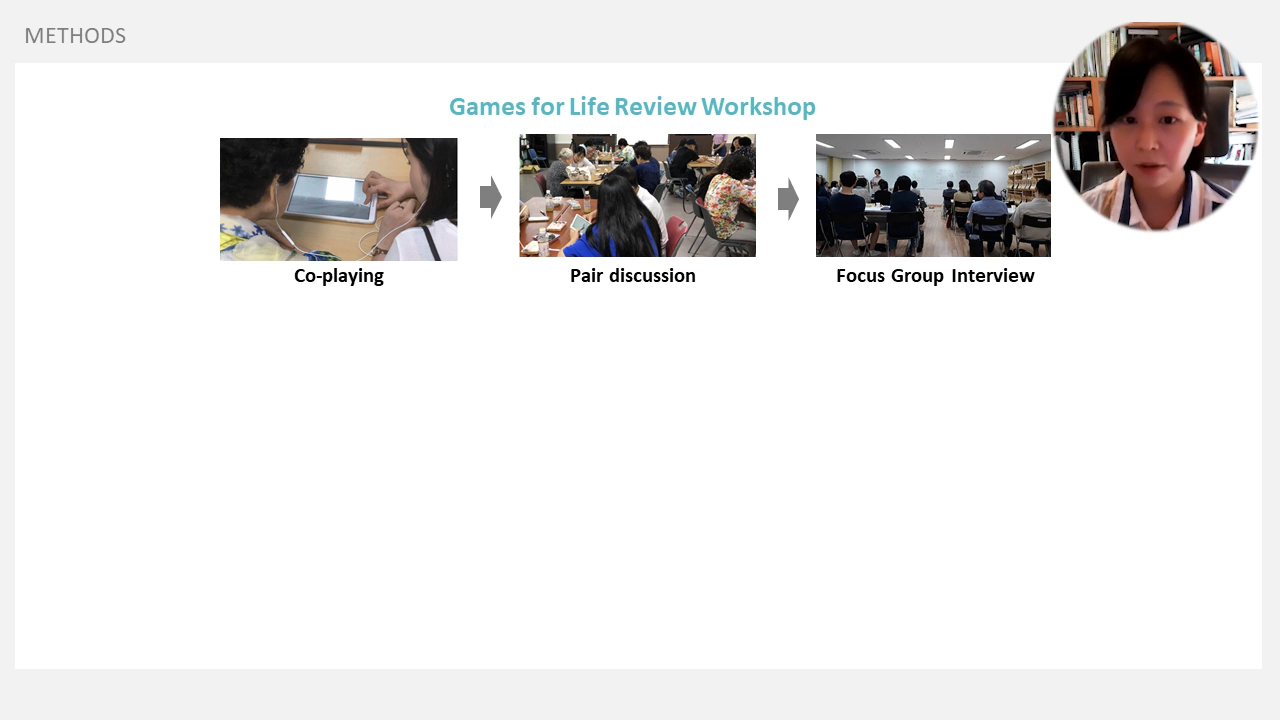 METHODS
Games for Life Review Workshop
Co-playing
Pair discussion
Focus Group Interview